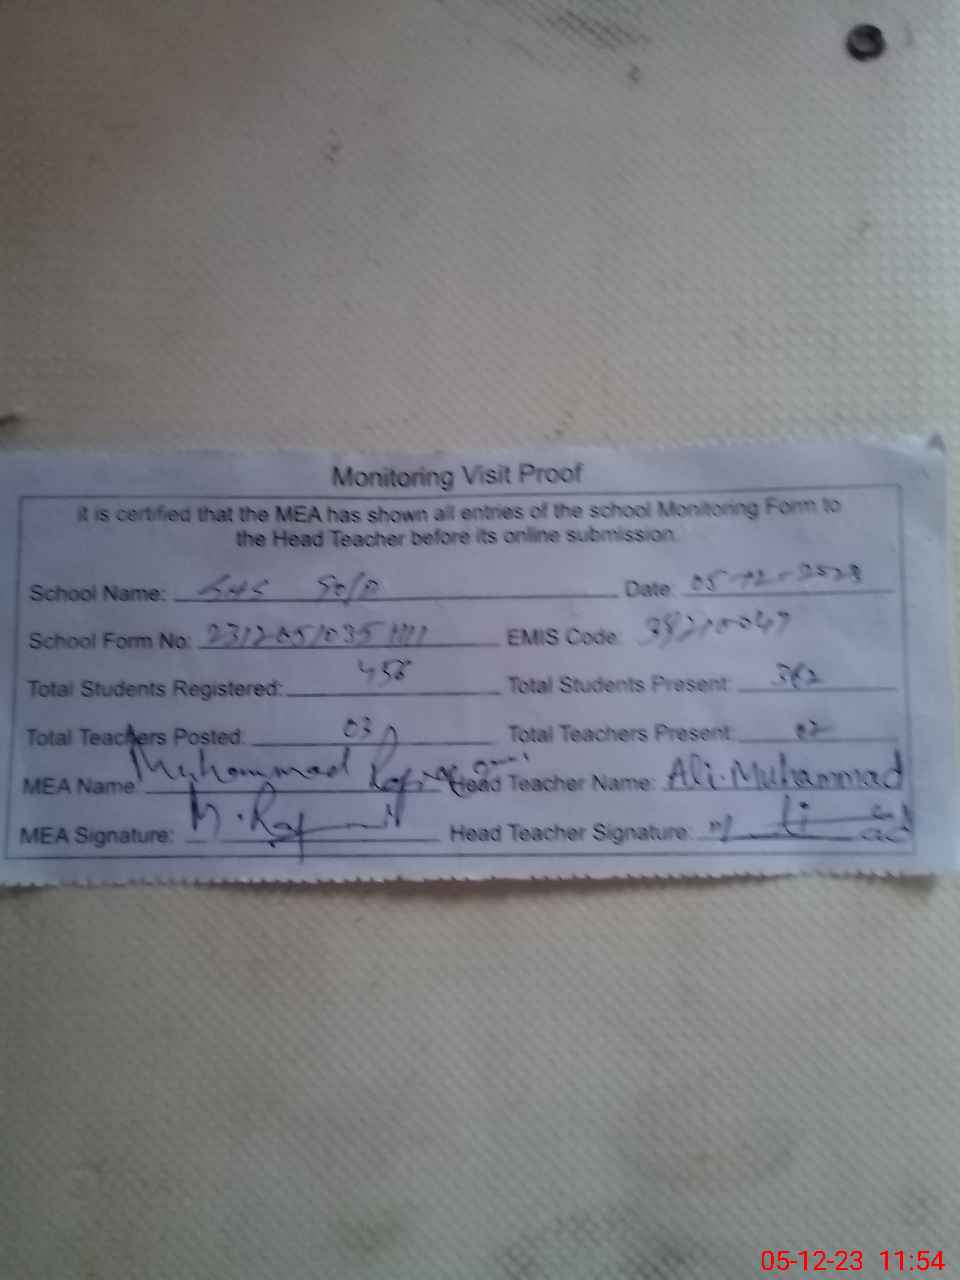 Monitoring Visit Proof
it is certified that the MEA has shown all entries of the school Monitoring Form to
the Head Teacher before its online submission.
School Name: GHS Date: 05-12-2023
School Form No: EMIS Code:
Total Students Registered: 458 Total Students Present: 362
Total Teachers Posted: 03 Total Teachers Present: 02
MEA Name: Muhammad Head Teacher Name: Ali Muhammad
MEA Signature: Head Teacher Signature:
05-12-23 11:54